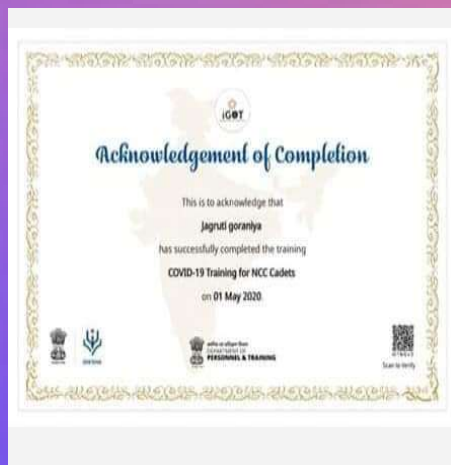 iGOT
Acknowledgement of Completion
This is to acknowledge that
Jagruti goraniya
has successfully completed the training
COVID-19 Training for NCC Cadets
on 01 May 2020.
DEPARTMENT OF
PERSONNEL & TRAINING
Scan to Verify